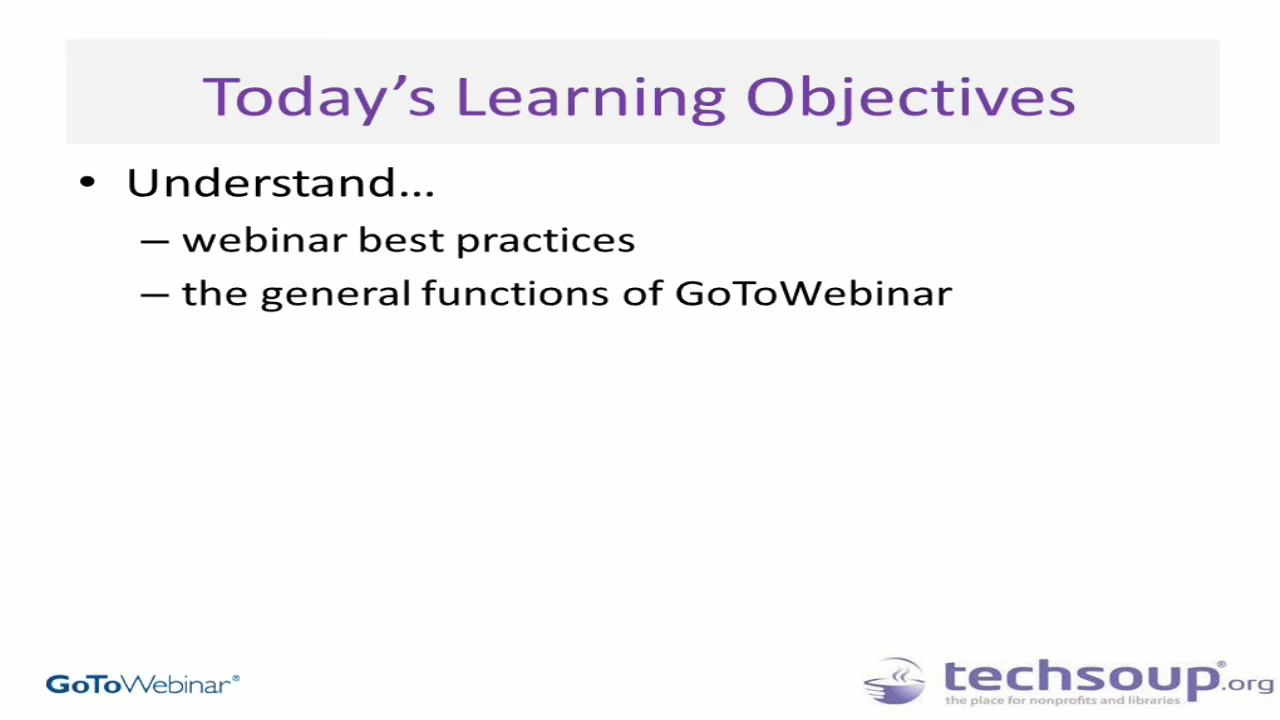 Today’s Learning Objectives
• Understand...
– webinar best practices
– the general functions of GoToWebinar
GoToWebinar®
techsoup®.org
the place for nonprofits and libraries